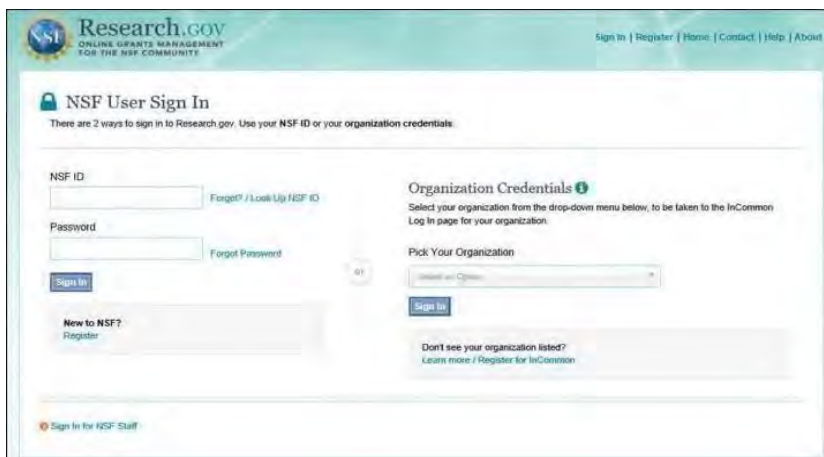 NSF
Research.GOV
ONLINE GRANTS MANAGEMENT
FOR THE NSF COMMUNITY
Sign In | Register | Home | Contact | Help | About
NSF User Sign In
There are 2 ways to sign in to Research.gov. Use your NSF ID or your organization credentials.
NSF ID
Forgot? / Look Up NSF ID
Password
Forgot Password
Sign In
New to NSF?
Register
or
Organization Credentials
Select your organization from the drop-down menu below, to be taken to the InCommon
Log In page for your organization.
Pick Your Organization
Select an Option
Sign In
Don't see your organization listed?
Learn more / Register for InCommon
Sign In for NSF Staff